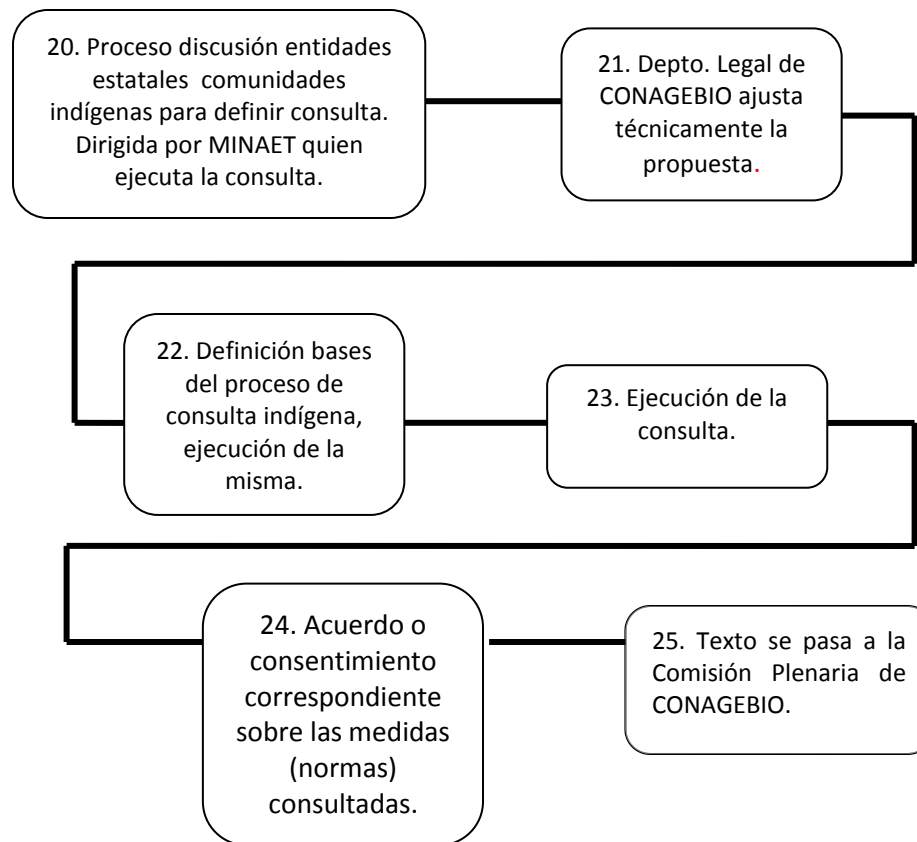 20. Proceso discusión entidades
estatales comunidades
indígenas para definir consulta.
Dirigida por MINAET quien
ejecuta la consulta.
21. Depto. Legal de
CONAGEBIO ajusta
técnicamente la
propuesta.
22. Definición bases
del proceso de
consulta indígena,
ejecución de la
misma.
23. Ejecución de la
consulta.
24. Acuerdo o
consentimiento
correspondiente
sobre las medidas
(normas)
consultadas.
25. Texto se pasa a la
Comisión Plenaria de
CONAGEBIO.